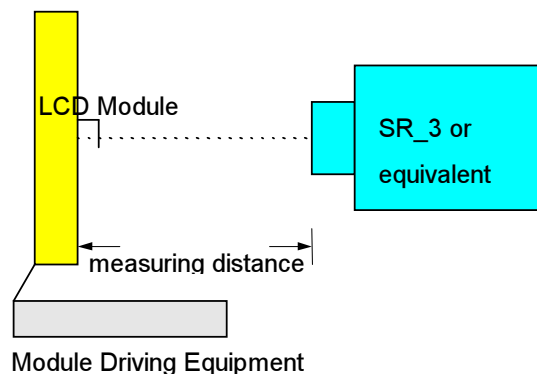 LCD Module
SR_3 or
equivalent
measuring distance
Module Driving Equipment